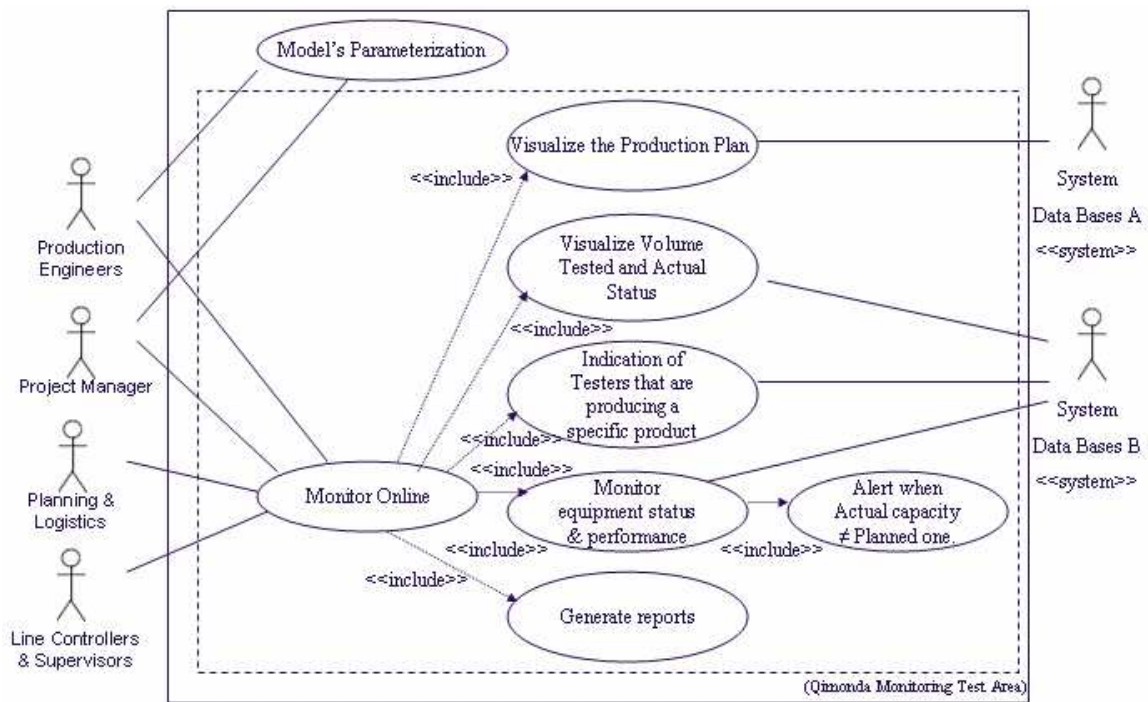 Model's Parameterization
Visualize the Production Plan
<<include>>
System
Data Bases A
<<system>>
Production
Engineers
Visualize Volume
Tested and Actual
Status
<<include>>
Project Manager
Indication of
Testers that are
producing a
specific product
<<include>>
System
Data Bases B
<<system>>
Planning &
Logistics
Monitor Online
<<include>>
Monitor
equipment status
& performance
<<include>>
Alert when
Actual capacity
≠ Planned one.
<<include>>
<<include>>
Generate reports
Line Controllers
& Supervisors
(Qimonda Monitoring Test Area)